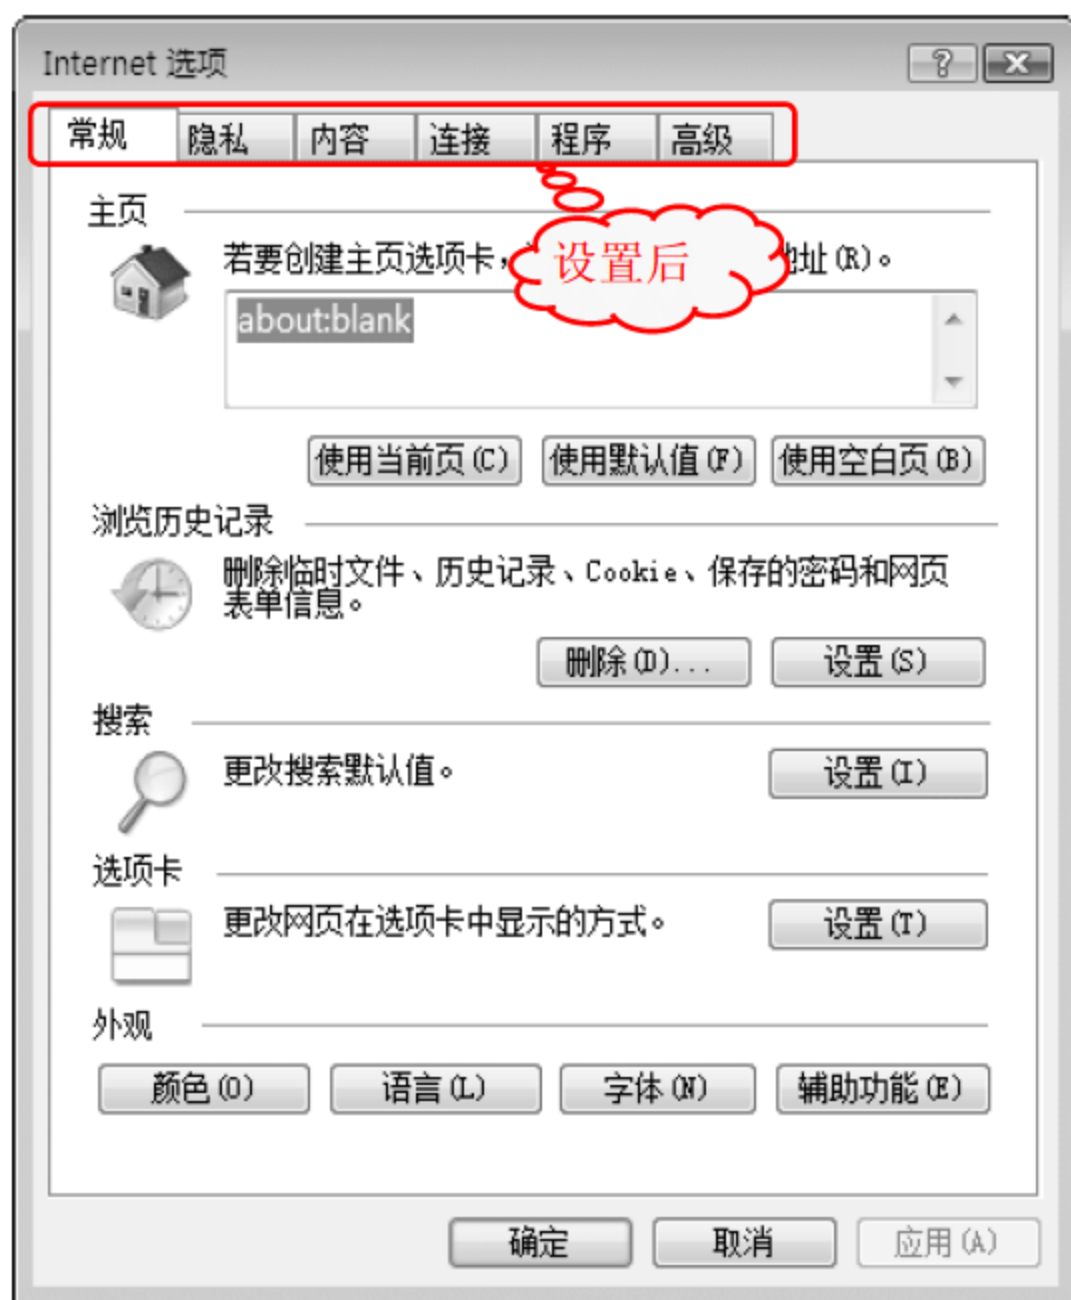 Internet 选项
常规 隐私 内容 连接 程序 高级
主页
若要创建主页选项卡，
地址(R)。
设置后
about:blank
使用当前页(C) 使用默认值(F) 使用空白页(B)
浏览历史记录
删除临时文件、历史记录、Cookie、保存的密码和网页
表单信息。
删除(D)... 设置(S)
搜索
更改搜索默认值。 设置(I)
选项卡
更改网页在选项卡中显示的方式。 设置(T)
外观
颜色(O) 语言(L) 字体(N) 辅助功能(E)
确定 取消 应用(A)